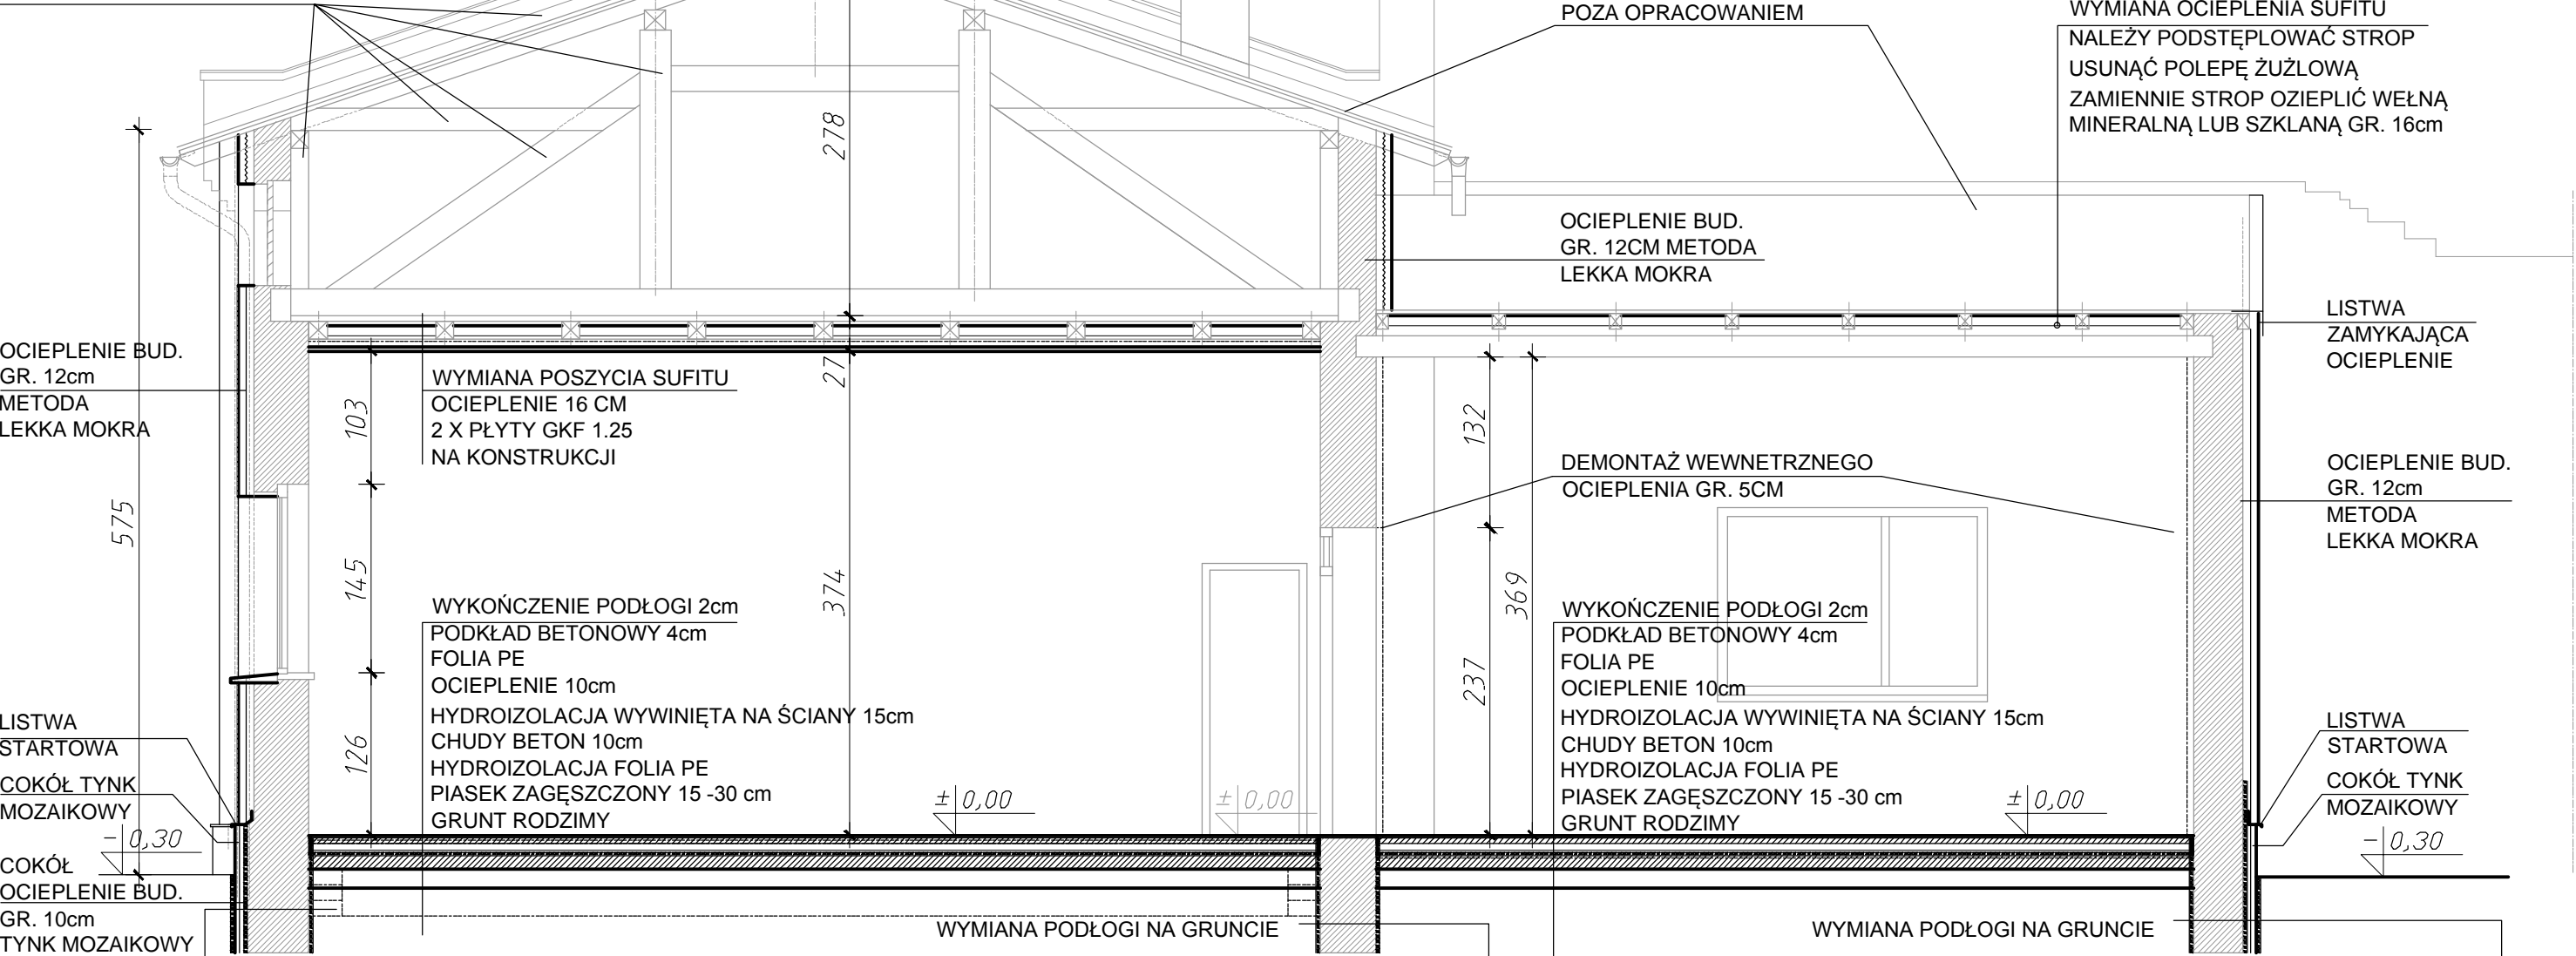 POZA OPRACOWANIEM
WYMIANA OCIEPLENIA SUFITU
NALEŻY PODSTĘPLOWAĆ STROP
USUNĄĆ POLEPĘ ŻUŻLOWĄ
ZAMIENNIE STROP OZIEPLIĆ WEŁNĄ
MINERALNĄ LUB SZKLANĄ GR. 16cm
278
OCIEPLENIE BUD.
GR. 12CM METODA
LEKKA MOKRA
LISTWA
ZAMYKAJĄCA
OCIEPLENIE
OCIEPLENIE BUD.
GR. 12cm
METODA
LEKKA MOKRA
575
27
103
145
126
374
WYMIANA POSZYCIA SUFITU
OCIEPLENIE 16 CM
2 X PŁYTY GKF 1.25
NA KONSTRUKCJI
132
369
237
DEMONTAŻ WEWNETRZNEGO
OCIEPLENIA GR. 5CM
OCIEPLENIE BUD.
GR. 12cm
METODA
LEKKA MOKRA
WYKOŃCZENIE PODŁOGI 2cm
PODKŁAD BETONOWY 4cm
FOLIA PE
OCIEPLENIE 10cm
HYDROIZOLACJA WYWINIĘTA NA ŚCIANY 15cm
CHUDY BETON 10cm
HYDROIZOLACJA FOLIA PE
PIASEK ZAGĘSZCZONY 15 -30 cm
GRUNT RODZIMY
WYKOŃCZENIE PODŁOGI 2cm
PODKŁAD BETONOWY 4cm
FOLIA PE
OCIEPLENIE 10cm
HYDROIZOLACJA WYWINIĘTA NA ŚCIANY 15cm
CHUDY BETON 10cm
HYDROIZOLACJA FOLIA PE
PIASEK ZAGĘSZCZONY 15 -30 cm
GRUNT RODZIMY
LISTWA
STARTOWA
COKÓŁ TYNK
MOZAIKOWY
-0,30
COKÓŁ
OCIEPLENIE BUD.
GR. 10cm
TYNK MOZAIKOWY
±0,00
±0,00
±0,00
LISTWA
STARTOWA
COKÓŁ TYNK
MOZAIKOWY
-0,30
WYMIANA PODŁOGI NA GRUNCIE
WYMIANA PODŁOGI NA GRUNCIE